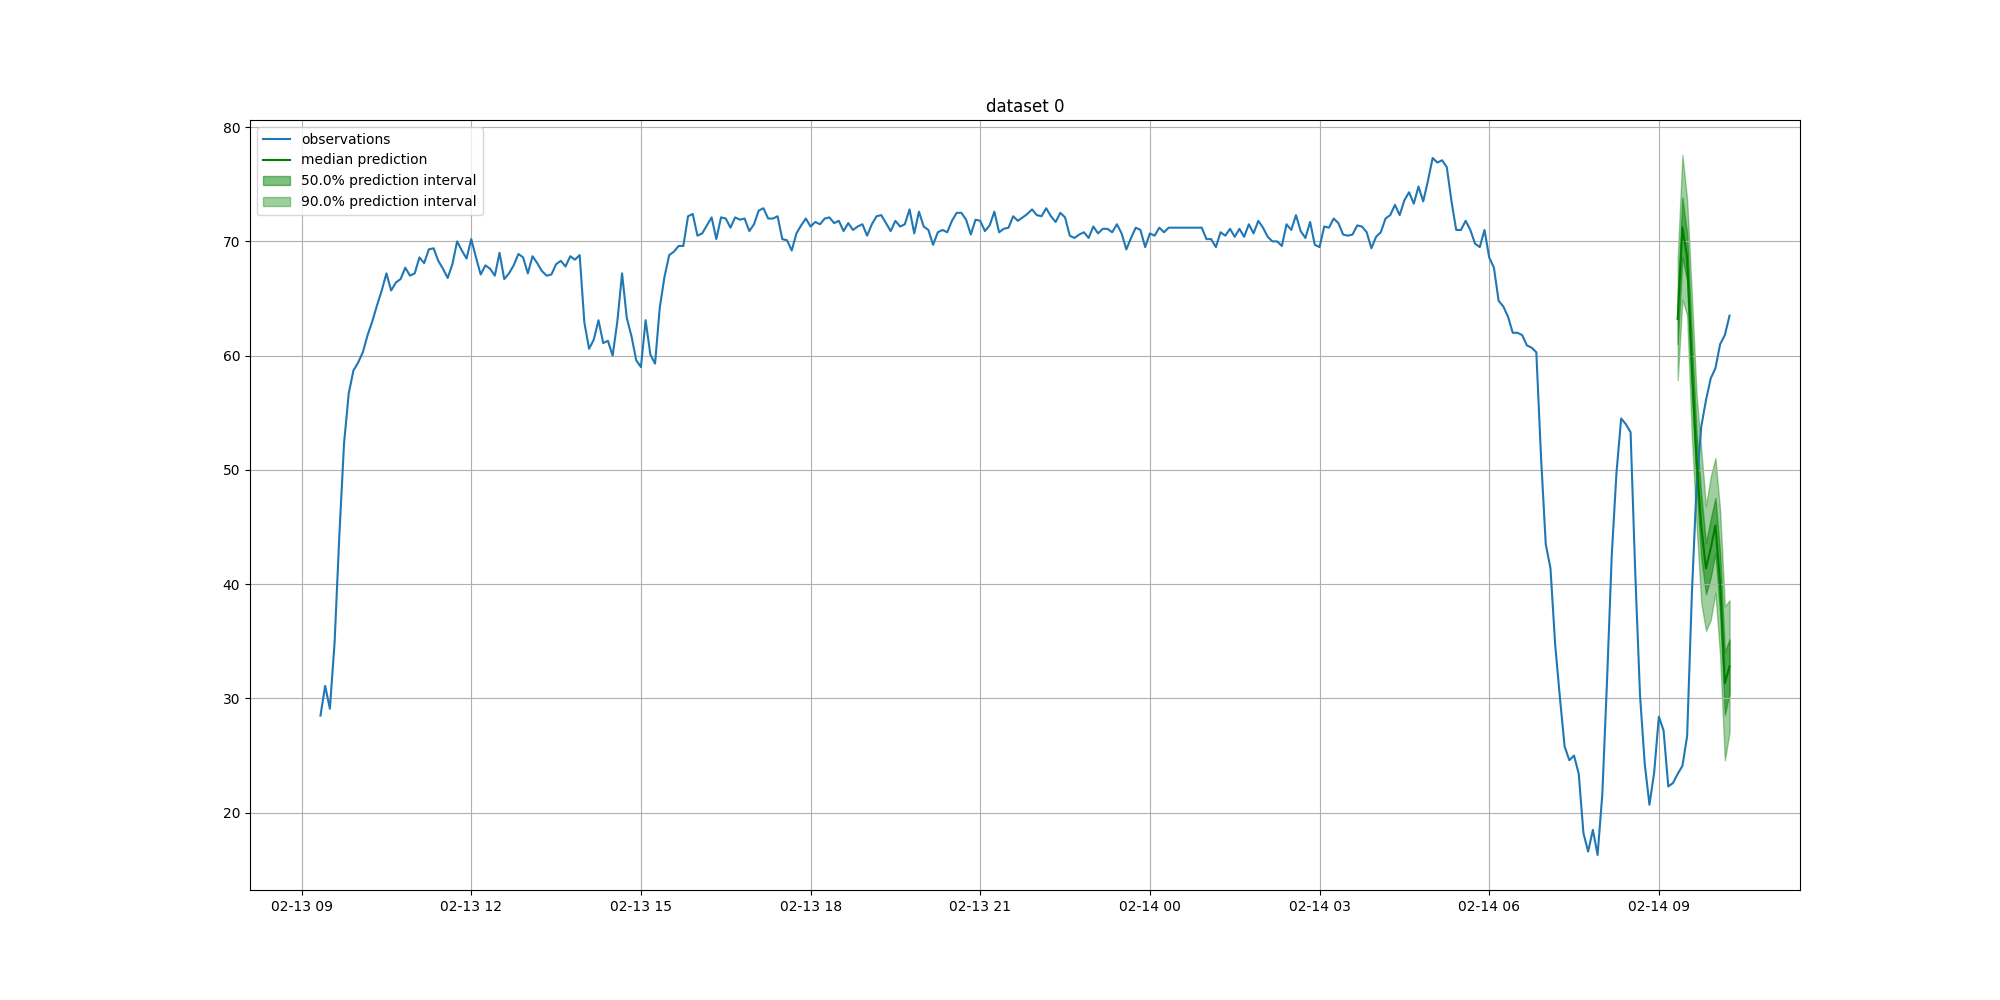 dataset 0
observations
median prediction
50.0% prediction interval
90.0% prediction interval
80
70
60
50
40
30
20
02-13 09 02-13 12 02-13 15 02-13 18 02-13 21 02-14 00 02-14 03 02-14 06 02-14 09